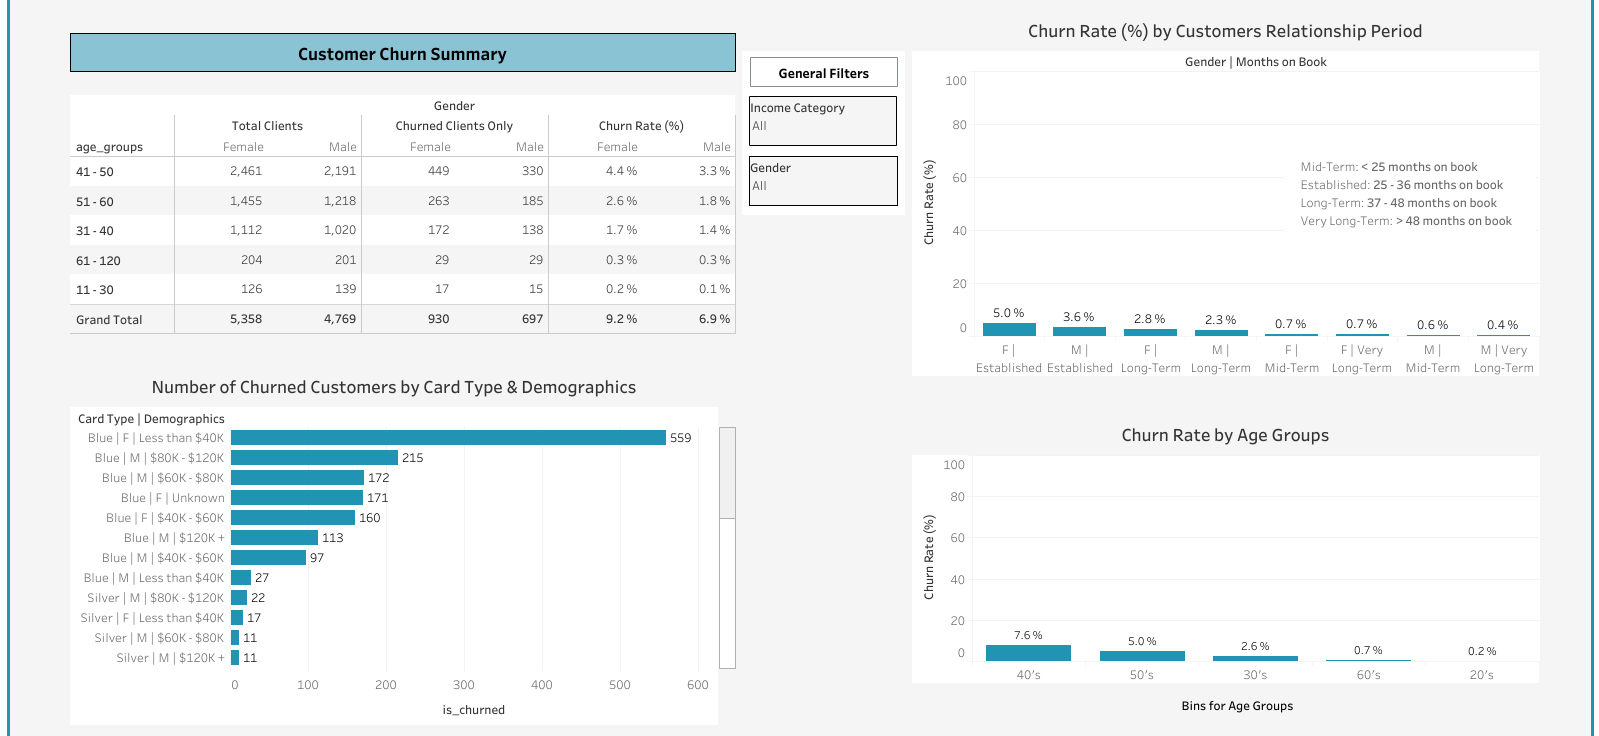 Customer Churn Summary
Gender
Total Clients Churned Clients Only Churn Rate (%)
age_groups Female Male Female Male Female Male
41 - 50 2,461 2,191 449 330 4.4 % 3.3 %
51 - 60 1,455 1,218 263 185 2.6 % 1.8 %
31 - 40 1,112 1,020 172 138 1.7 % 1.4 %
61 - 120 204 201 29 29 0.3 % 0.3 %
11 - 30 126 139 17 15 0.2 % 0.1 %
Grand Total 5,358 4,769 930 697 9.2 % 6.9 %
General Filters
Income Category
All
Gender
All
Churn Rate (%) by Customers Relationship Period
Gender | Months on Book
Churn Rate (%)
100
80
60
40
20
0
Mid-Term: < 25 months on book
Established: 25 - 36 months on book
Long-Term: 37 - 48 months on book
Very Long-Term: > 48 months on book
5.0 % 3.6 % 2.8 % 2.3 % 0.7 % 0.7 % 0.6 % 0.4 %
F | M | F | M | F | F | Very M | M | Very
Established Established Long-Term Long-Term Mid-Term Long-Term Mid-Term Long-Term
Number of Churned Customers by Card Type & Demographics
Card Type | Demographics
Blue | F | Less than $40K 559
Blue | M | $80K - $120K 215
Blue | M | $60K - $80K 172
Blue | F | Unknown 171
Blue | F | $40K - $60K 160
Blue | M | $120K + 113
Blue | M | $40K - $60K 97
Blue | M | Less than $40K 27
Silver | M | $80K - $120K 22
Silver | F | Less than $40K 17
Silver | M | $60K - $80K 11
Silver | M | $120K + 11
0 100 200 300 400 500 600
is_churned
Churn Rate by Age Groups
Churn Rate (%)
100
80
60
40
20
0
7.6 % 5.0 % 2.6 % 0.7 % 0.2 %
40's 50's 30's 60's 20's
Bins for Age Groups